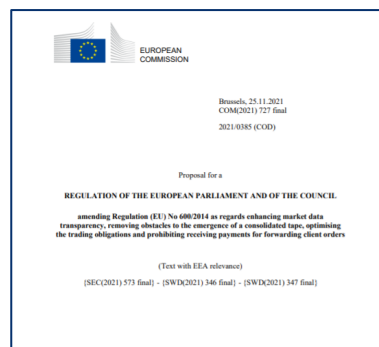 EUROPEAN
COMMISSION
Brussels, 25.11.2021
COM(2021) 727 final
2021/0385 (COD)
Proposal for a
REGULATION OF THE EUROPEAN PARLIAMENT AND OF THE COUNCIL
amending Regulation (EU) No 600/2014 as regards enhancing market data
transparency, removing obstacles to the emergence of a consolidated tape, optimising
the trading obligations and prohibiting receiving payments for forwarding client orders
(Text with EEA relevance)
{SEC(2021) 573 final} - {SWD(2021) 346 final} - {SWD(2021) 347 final}